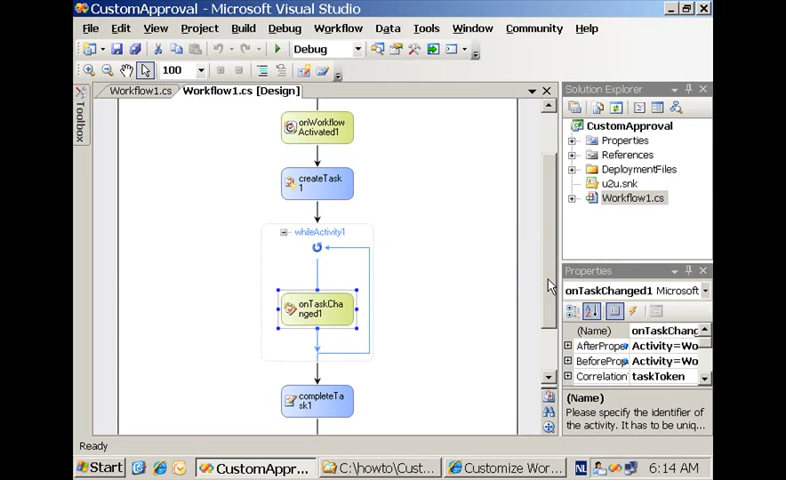 CustomApproval - Microsoft Visual Studio
File Edit View Project Build Debug Workflow Data Tools Window Community Help
Debug
100
Toolbox
Workflow1.cs Workflow1.cs [Design]
onWorkflow
Activated1
createTask
1
whileActivity1
onTaskCha
nged1
completeTa
sk1
Solution Explorer
CustomApproval
Properties
References
DeploymentFiles
u2u.snk
Workflow1.cs
Properties
onTaskChanged1 Microsoft
(Name) onTaskChang
AfterProper Activity=Wo
BeforeProp Activity=Wo
Correlation taskToken
(Name)
Please specify the identifier of
the activity. It has to be uniq...
Ready
Start CustomAppr... C:\howto\Cust... Customize Wor... NL 6:14 AM